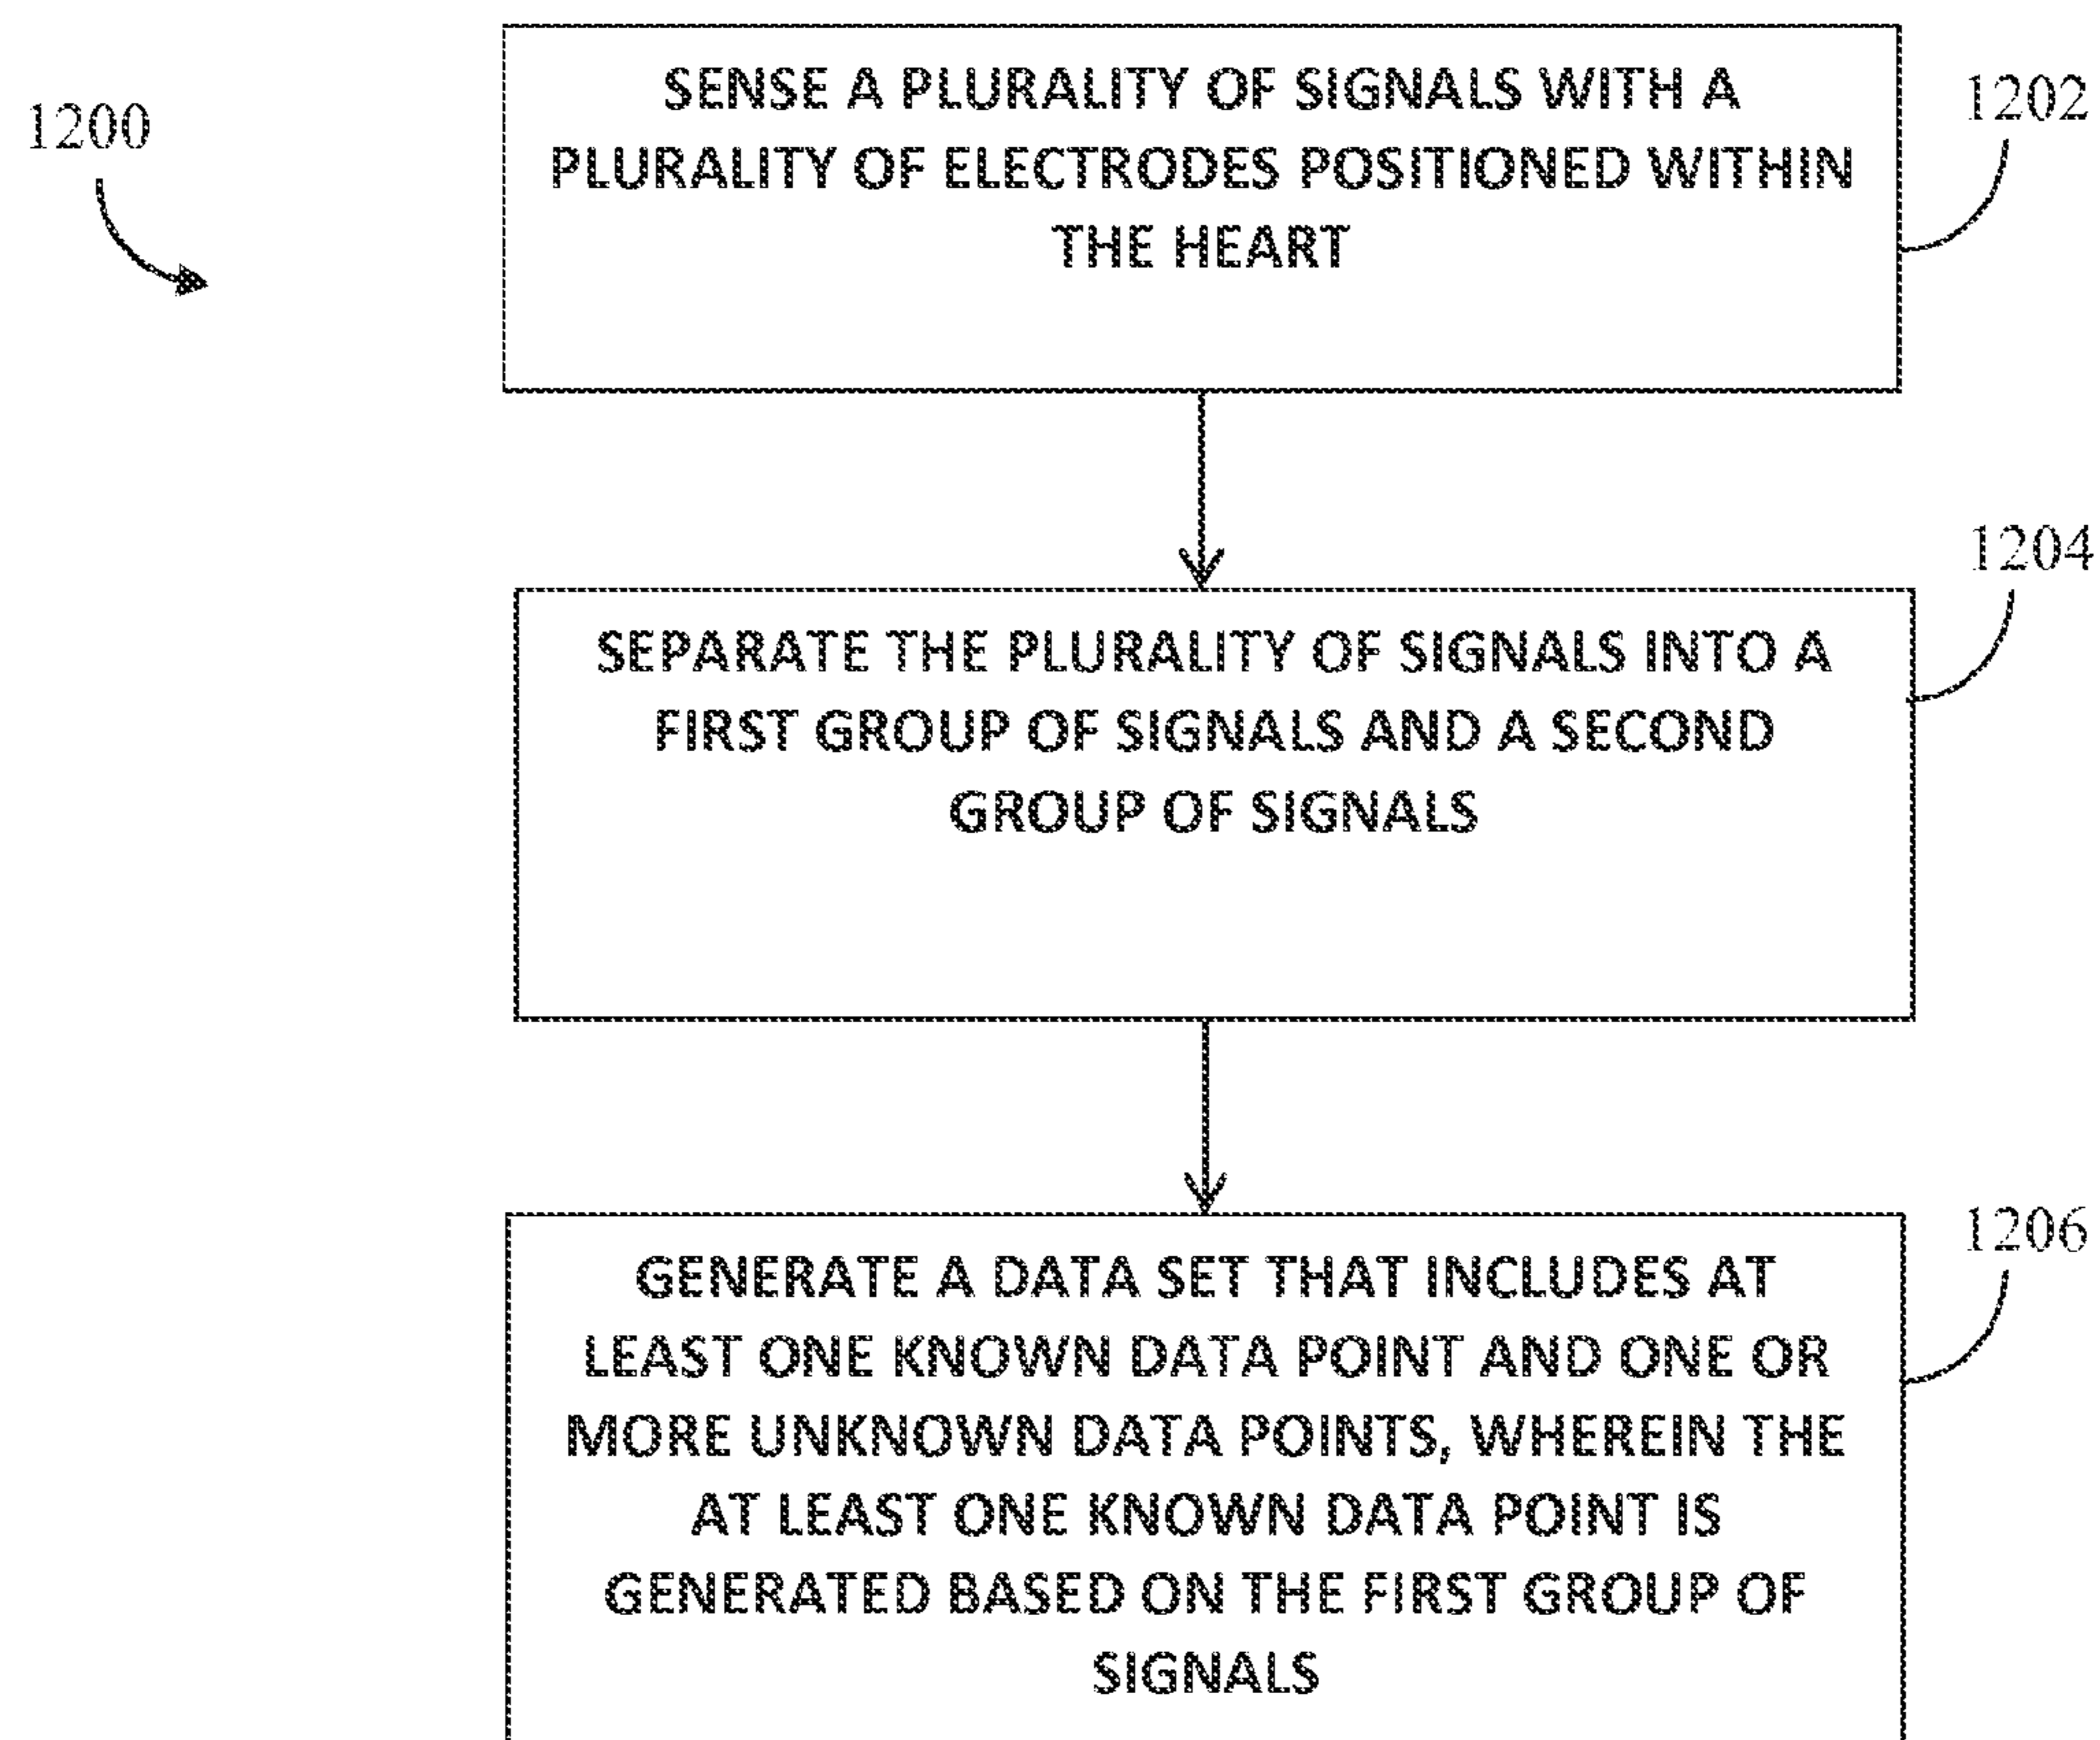 1200
SENSE A PLURALITY OF SIGNALS WITH A
PLURALITY OF ELECTRODES POSITIONED WITHIN
THE HEART
1202
SEPARATE THE PLURALITY OF SIGNALS INTO A
FIRST GROUP OF SIGNALS AND A SECOND
GROUP OF SIGNALS
1204
GENERATE A DATA SET THAT INCLUDES AT
LEAST ONE KNOWN DATA POINT AND ONE OR
MORE UNKNOWN DATA POINTS, WHEREIN THE
AT LEAST ONE KNOWN DATA POINT IS
GENERATED BASED ON THE FIRST GROUP OF
SIGNALS
1206